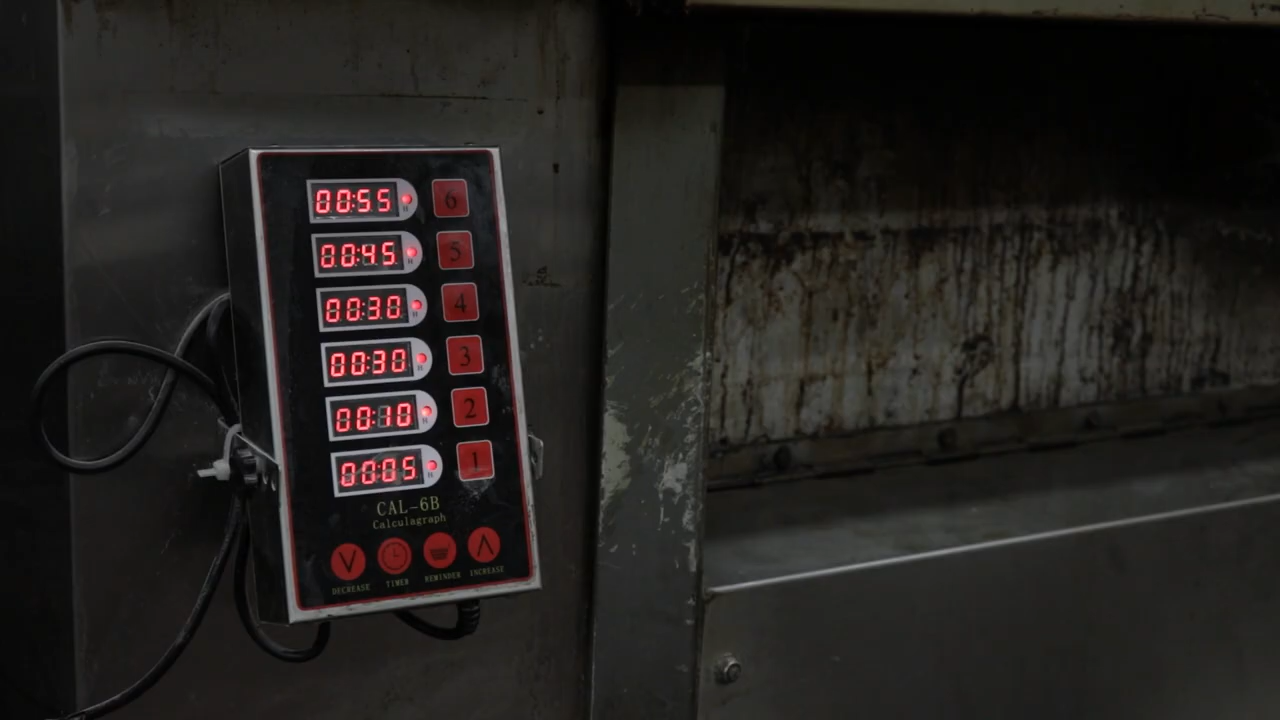 00:55 6
00:45 5
00:30 4
00:30 3
00:10 2
00:05 1
CAL-6B
Calculagraph
DECREASE TIMER REMINDER INCREASE